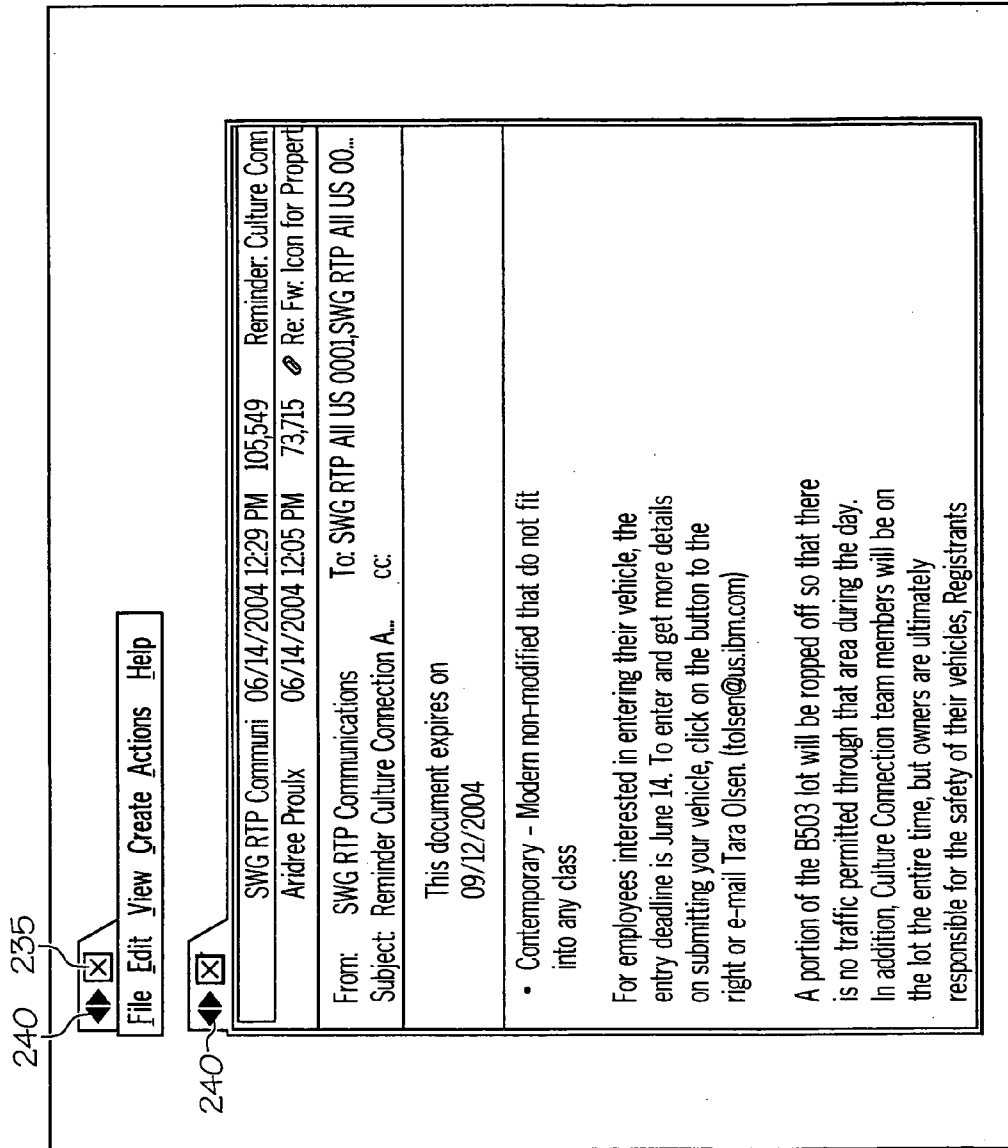 240 235
File Edit View Create Actions Help
240
SWG RTP Communi 06/14/2004 12:29 PM 105,549 Reminder: Culture Conn
Aridree Proulx 06/14/2004 12:05 PM 73,715 Re: Fw: Icon for Propert
From: SWG RTP Communications To: SWG RTP All US 0001,SWG RTP All US 00...
Subject: Reminder Culture Connection A... cc:
This document expires on
09/12/2004
• Contemporary – Modern non-modified that do not fit
into any class
For employees interested in entering their vehicle, the
entry deadline is June 14. To enter and get more details
on submitting your vehicle, click on the button to the
right or e-mail Tara Olsen. (tolsen@us.ibm.com)
A portion of the B503 lot will be ropped off so that there
is no traffic permitted through that area during the day.
In addition, Culture Connection team members will be on
the lot the entire time, but owners are ultimately
responsible for the safety of their vehicles, Registrants